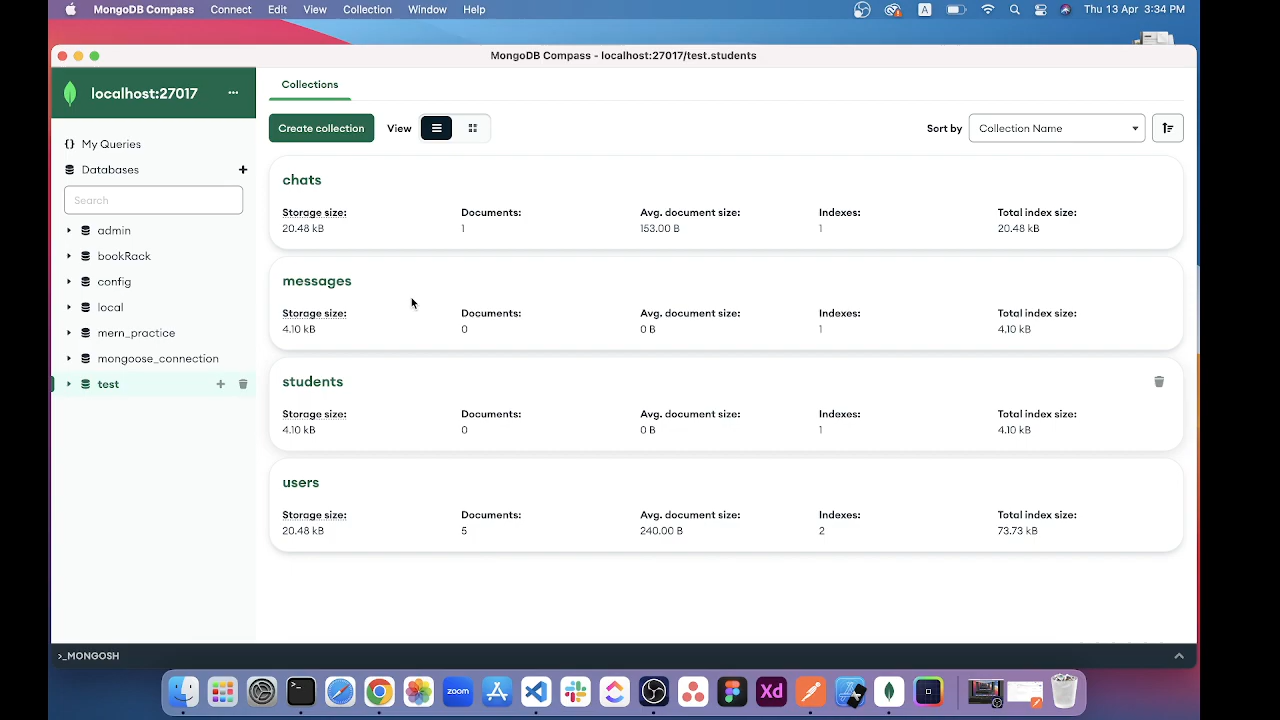 MongoDB Compass Connect Edit View Collection Window Help A Thu 13 Apr 3:34 PM
MongoDB Compass - localhost:27017/test.students
localhost:27017 ...
Collections
Create collection View Sort by Collection Name
{} My Queries
Databases +
Search
admin
bookRack
config
local
mern_practice
mongoose_connection
test +
chats
Storage size: Documents: Avg. document size: Indexes: Total index size:
20.48 kB 1 153.00 B 1 20.48 kB
messages
Storage size: Documents: Avg. document size: Indexes: Total index size:
4.10 kB 0 0 B 1 4.10 kB
students
Storage size: Documents: Avg. document size: Indexes: Total index size:
4.10 kB 0 0 B 1 4.10 kB
users
Storage size: Documents: Avg. document size: Indexes: Total index size:
20.48 kB 5 240.00 B 2 73.73 kB
>_MONGOSH
zoom Xd